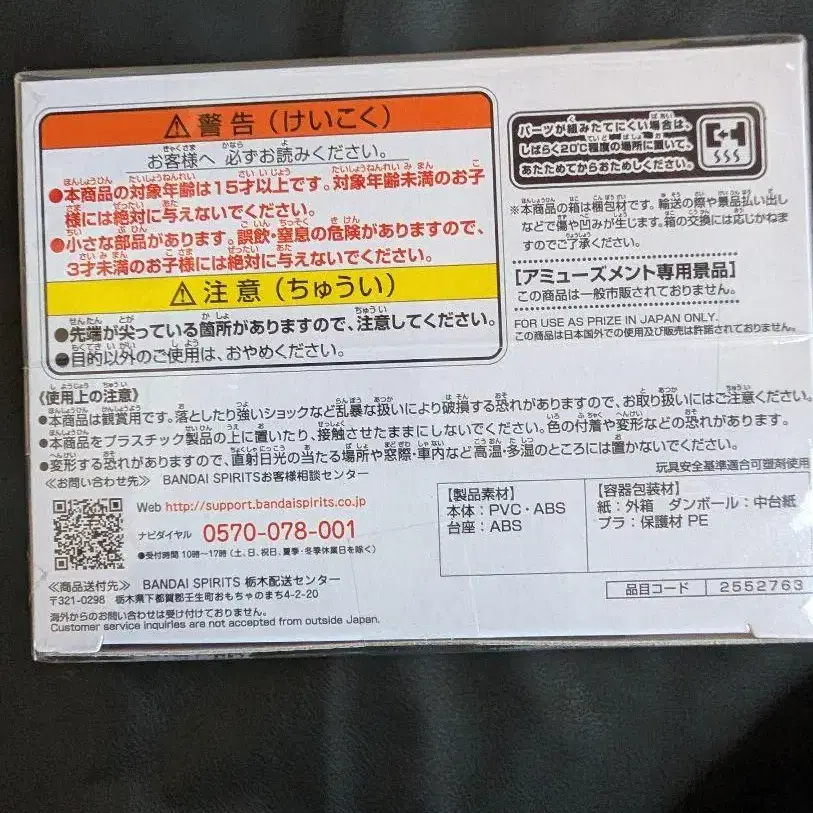 ⚠警告(けいこく)
お客様へ 必ずお読みください。
●本商品の対象年齢は15才以上です。対象年齢未満のお子
様には絶対に与えないでください。
●小さな部品があります。誤飲・窒息の危険がありますので、
3才未満のお子様には絶対に与えないでください。
⚠注意(ちゅうい)
●先端が尖っている箇所がありますので、注意してください。
●目的以外のご使用は、おやめください。
パーツが組みたてにくい場合は、
しばらく20℃程度の場所に置いて、
あたためてからおためしください。
※本商品の箱は梱包材です。輸送の際や景品払い出し
などで傷や凹みが生じます。箱の交換には応じかねま
すのでご了承ください。
[アミューズメント専用景品]
この商品は一般市販されておりません。
FOR USE AS PRIZE IN JAPAN ONLY.
この商品は日本国外での使用及び販売は許諾されておりません。
《使用上の注意》
●本商品は観賞用です。落としたり強いショックなど乱暴な扱いにより破損する恐れがありますので、お取り扱いにはご注意ください。
●本商品をプラスチック製品の上に置いたり、接触させたままにしないでください。色の付着や変形などの恐れがあります。
●変形する恐れがありますので、直射日光の当たる場所や窓際・車内など高温・多湿のところには置かないでください。
玩具安全基準適合可塑剤使用
≪お問い合わせ先≫ BANDAI SPIRITSお客様相談センター
Web http://support.bandaispirits.co.jp
ナビダイヤル 0570-078-001
●受付時間 10時〜17時(土、日、祝日、夏季・冬季休業日を除く)
≪商品送付先≫ BANDAI SPIRITS 栃木配送センター
〒321-0298 栃木県下都賀郡壬生町おもちゃのまち4-2-20
海外からのお問い合わせは受け付けておりません。
Customer service inquiries are not accepted from outside Japan.
【製品素材】
本体:PVC・ABS
台座:ABS
【容器包装材】
紙:外箱 ダンボール:中台紙
プラ:保護材 PE
品目コード 2552763